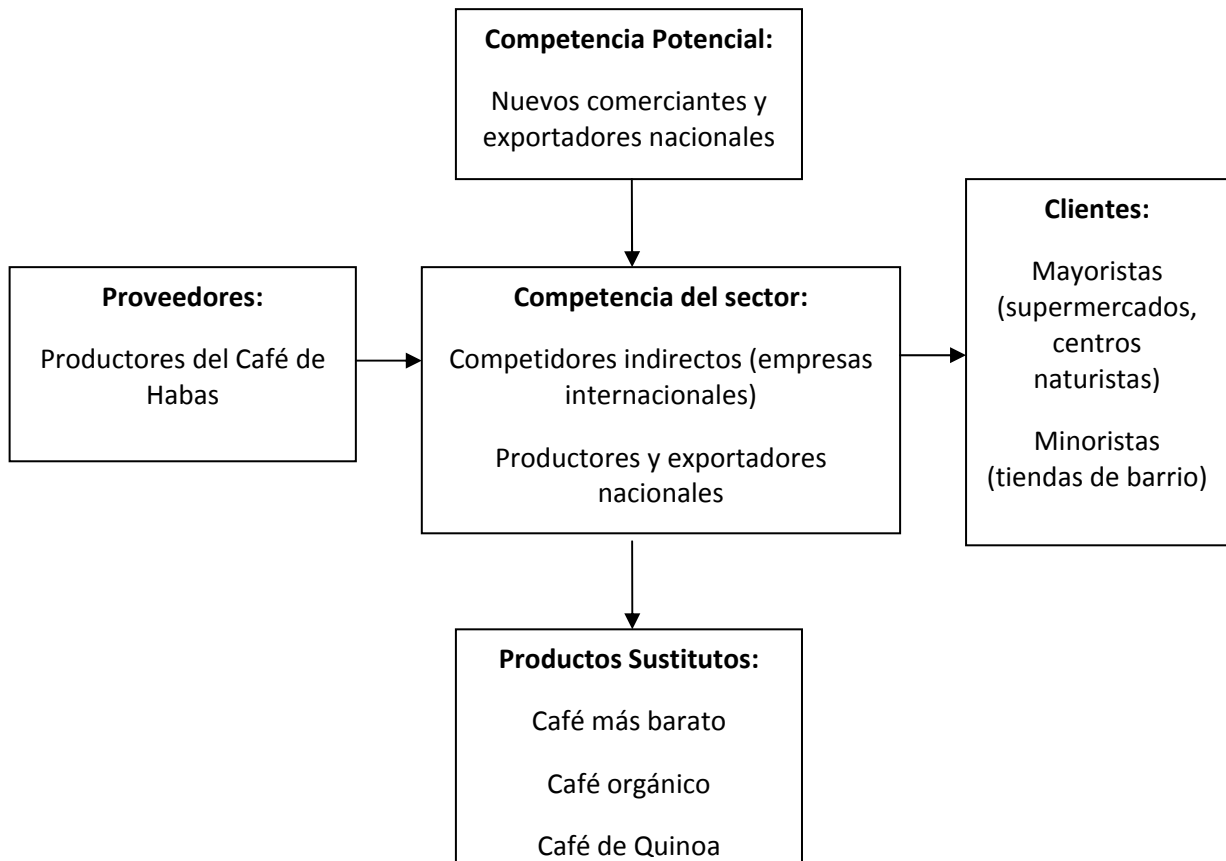 Competencia Potencial:
Nuevos comerciantes y
exportadores nacionales
Proveedores:
Productores del Café de
Habas
Competencia del sector:
Competidores indirectos (empresas
internacionales)
Productores y exportadores
nacionales
Clientes:
Mayoristas
(supermercados,
centros
naturistas)
Minoristas
(tiendas de barrio)
Productos Sustitutos:
Café más barato
Café orgánico
Café de Quinoa